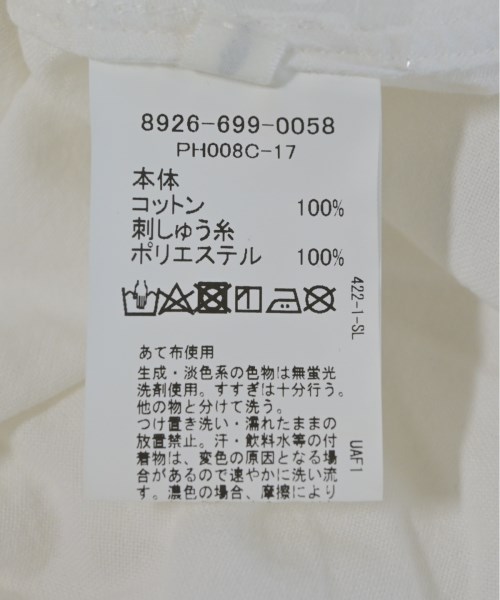 8926-699-0058
PH008C-17
本体
コットン 100%
刺しゅう糸
ポリエステル 100%
422-1-SL
あて布使用
生成・淡色系の色物は無蛍光
洗剤使用。すすぎは十分行う。
他の物と分けて洗う。
つけ置き洗い・濡れたままの
放置禁止。汗・飲料水等の付
着物は、変色の原因となる場
合があるので速やかに洗い流
す。濃色の場合、摩擦により
UAF1